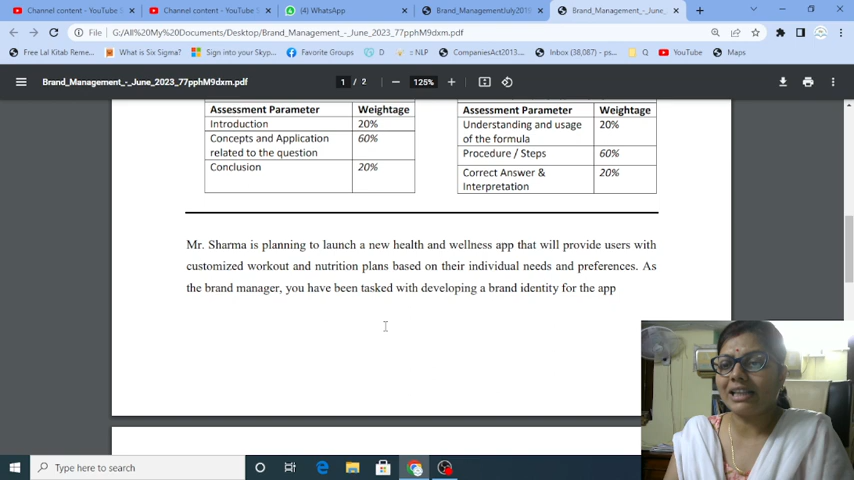 Channel content - YouTube S
Channel content - YouTube S
(4) WhatsApp
Brand_ManagementJuly2019
Brand_Management_-_June_
File G:/All%20My%20Documents/Desktop/Brand_Management_-_June_2023_77pphM9dxm.pdf
Free Lal Kitab Reme... What is Six Sigma? Sign into your Skyp... Favorite Groups D :: NLP CompaniesAct2013.... Inbox (38,087) - ps... Q YouTube Maps
Brand_Management_-_June_2023_77pphM9dxm.pdf 1 / 2 — 125% +
Assessment Parameter Weightage
Introduction 20%
Concepts and Application related to the question 60%
Conclusion 20%
Assessment Parameter Weightage
Understanding and usage of the formula 20%
Procedure / Steps 60%
Correct Answer & Interpretation 20%
Mr. Sharma is planning to launch a new health and wellness app that will provide users with
customized workout and nutrition plans based on their individual needs and preferences. As
the brand manager, you have been tasked with developing a brand identity for the app
Type here to search